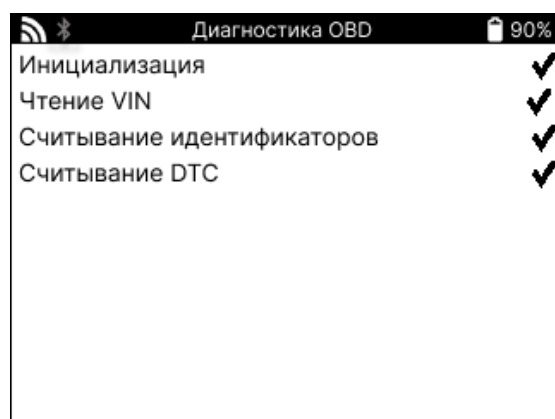 Диагностика OBD 90%
Инициализация
Чтение VIN
Считывание идентификаторов
Считывание DTC